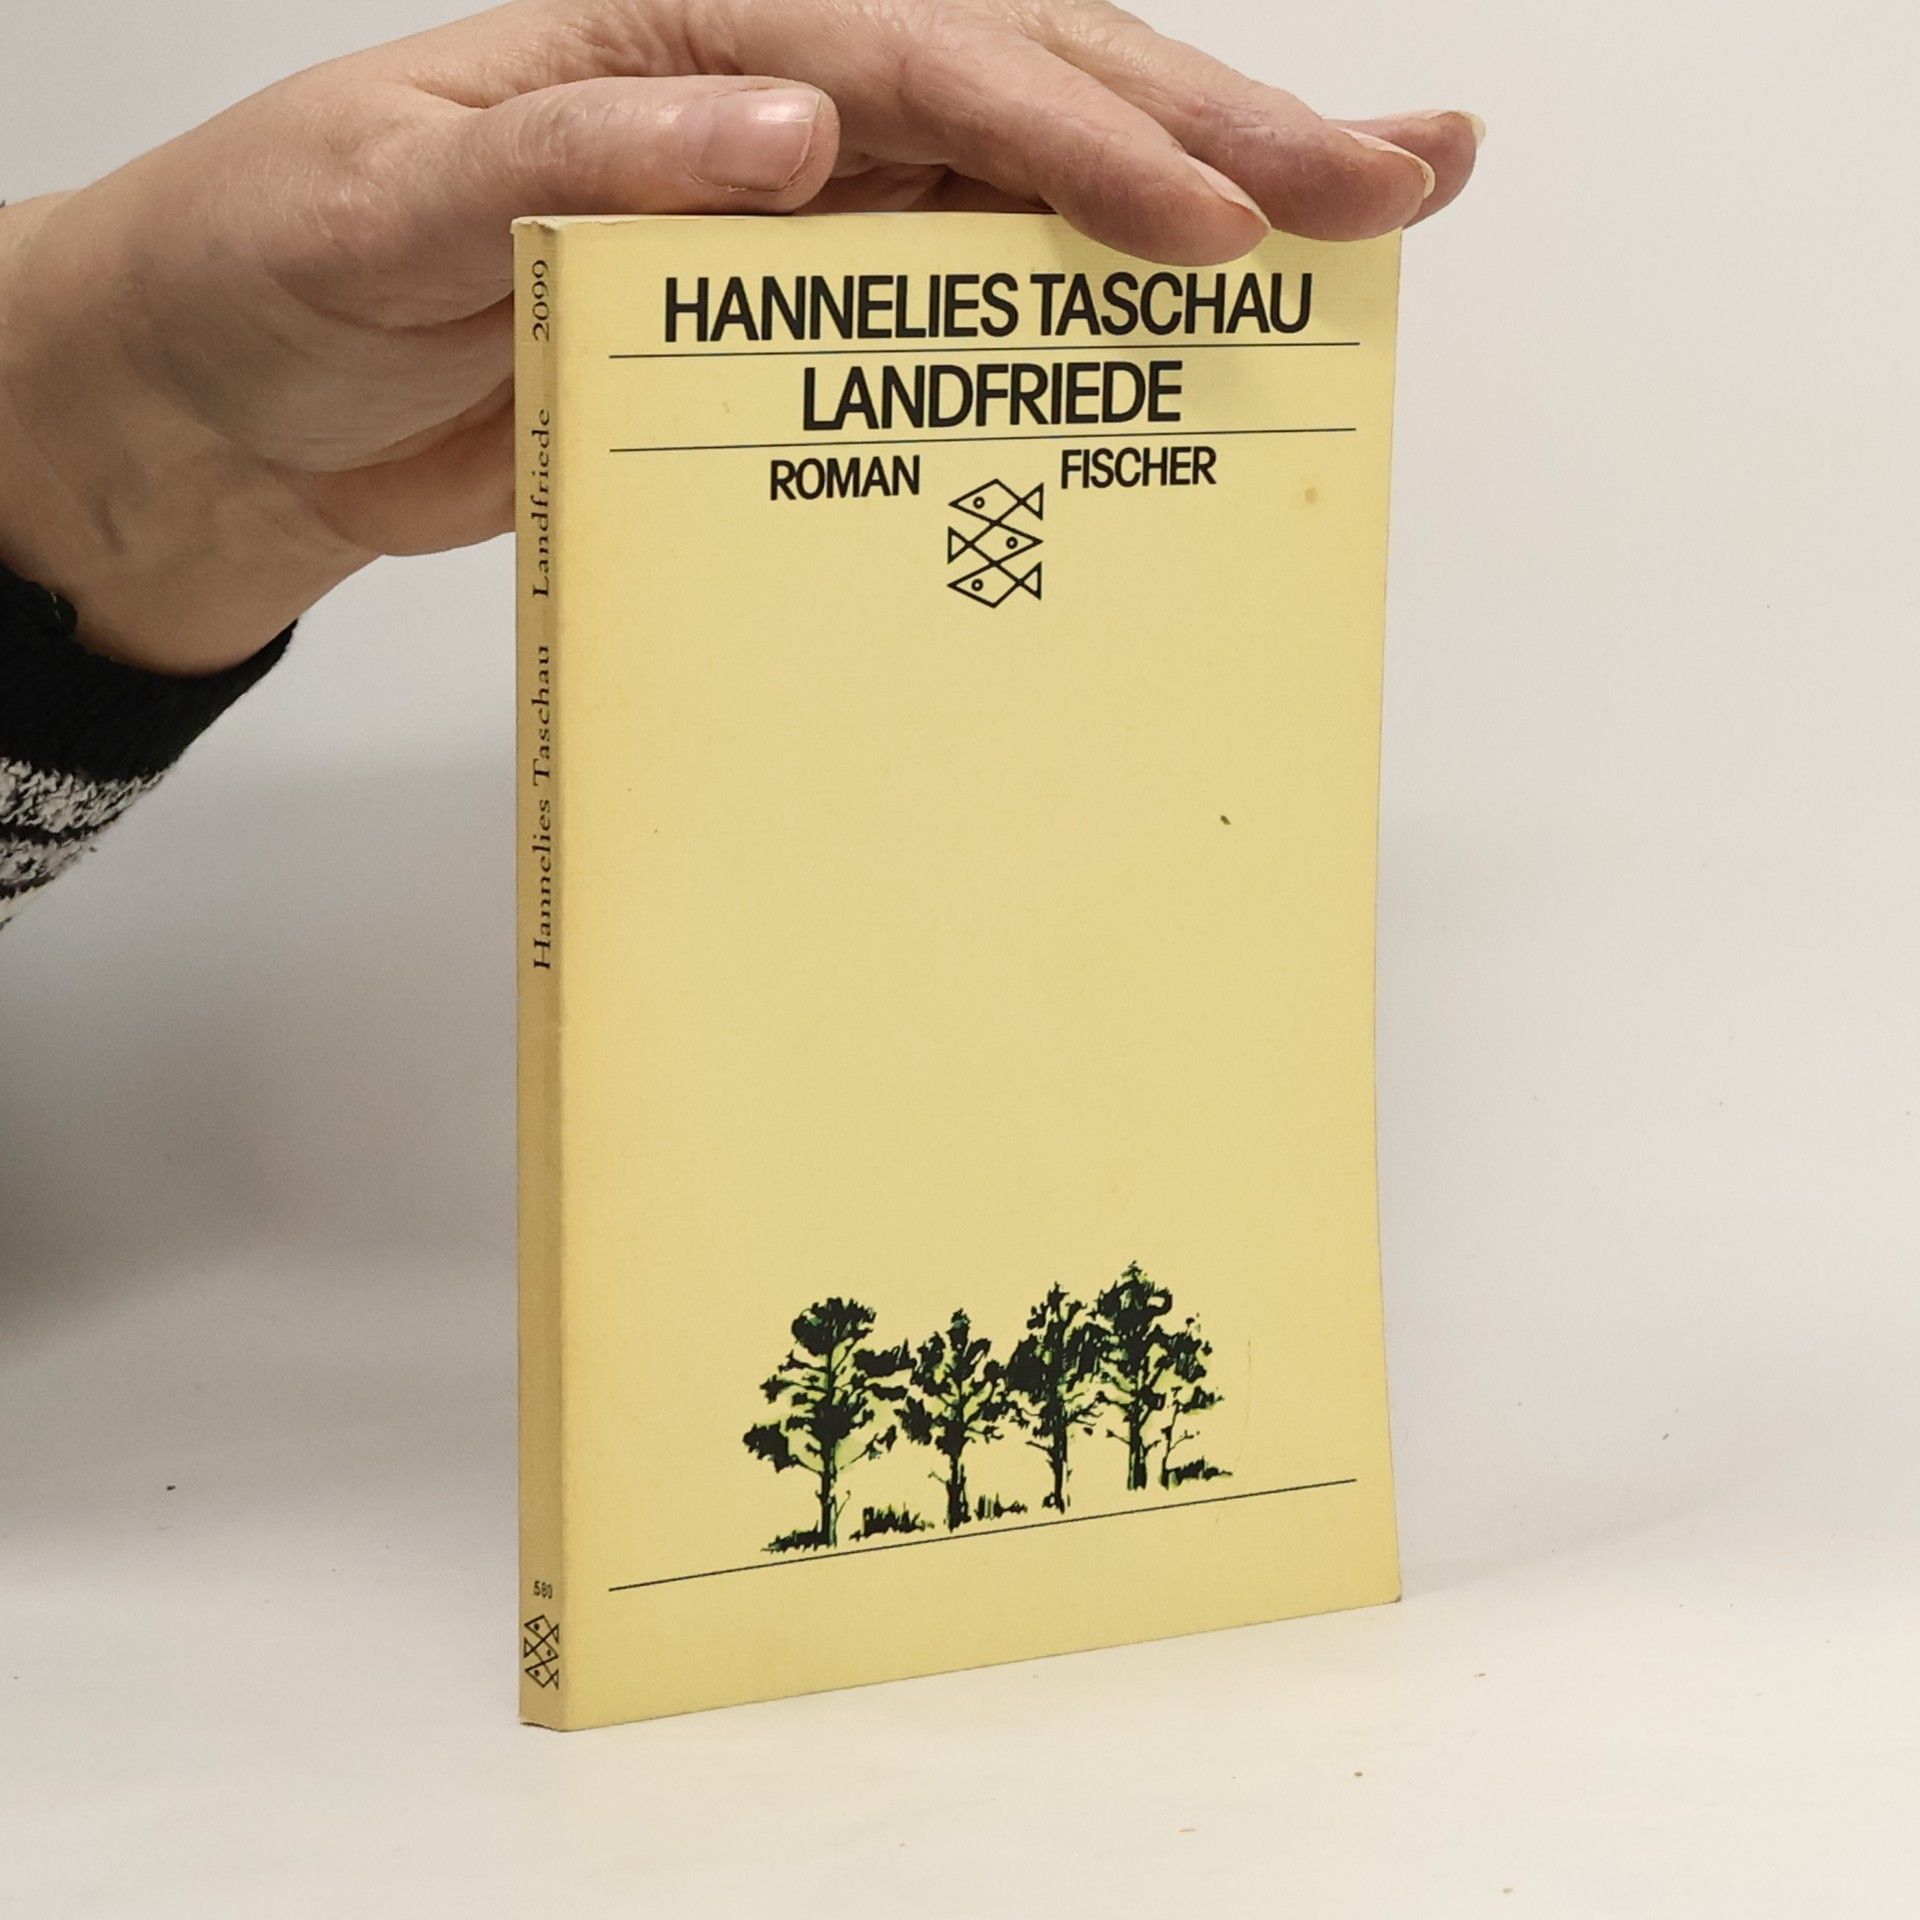 HANNELIES TASCHAU
LANDFRIEDE
ROMAN FISCHER
Hannelies Taschau Landfriede 2099
580